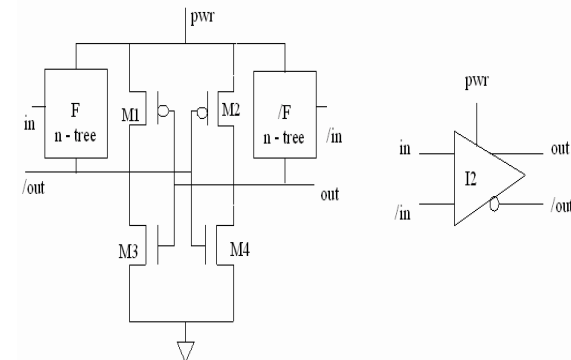 pwr
F
n - tree
in
M1
M2
/F
n - tree
/in
/out
out
M3
M4
pwr
in
/in
I2
out
/out